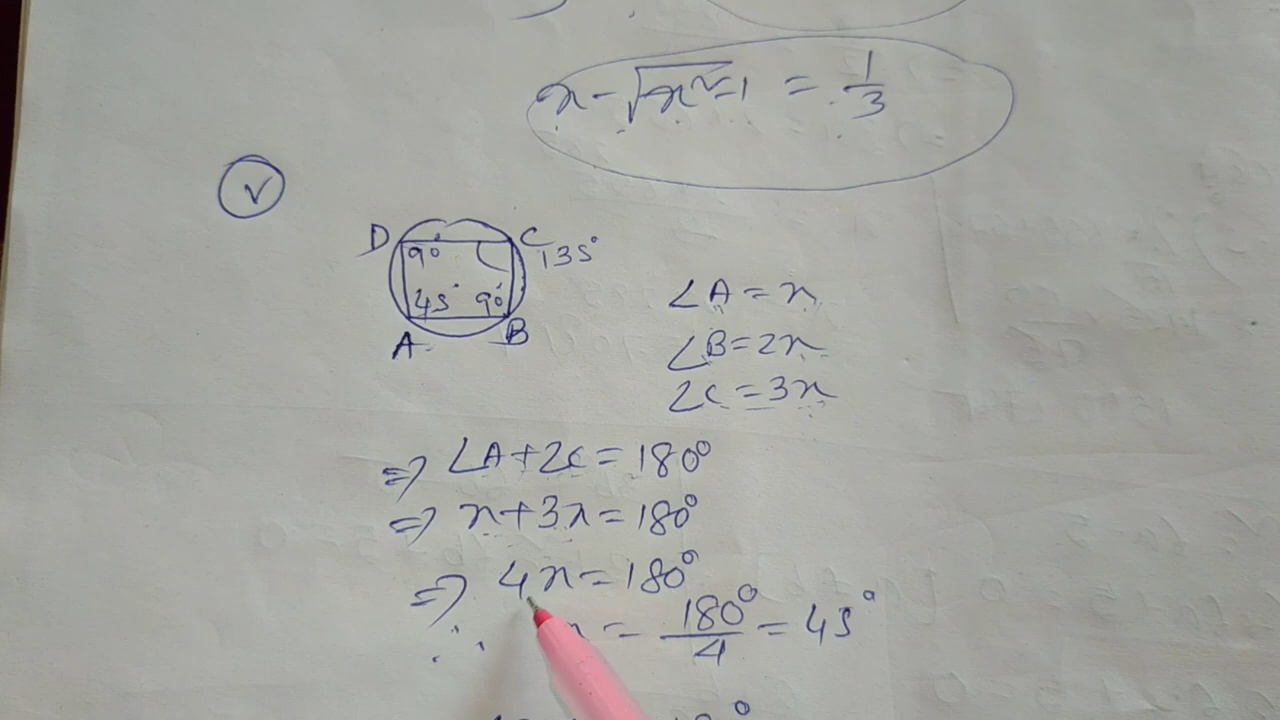 x - √x²-1 = 1/3
V
D C 135°
90
45° 90°
A B
∠A = x
∠B = 2x
∠C = 3x
⇒ ∠A + ∠C = 180°
⇒ x + 3x = 180°
⇒ 4x = 180°
∴ x = 180°/4 = 45°